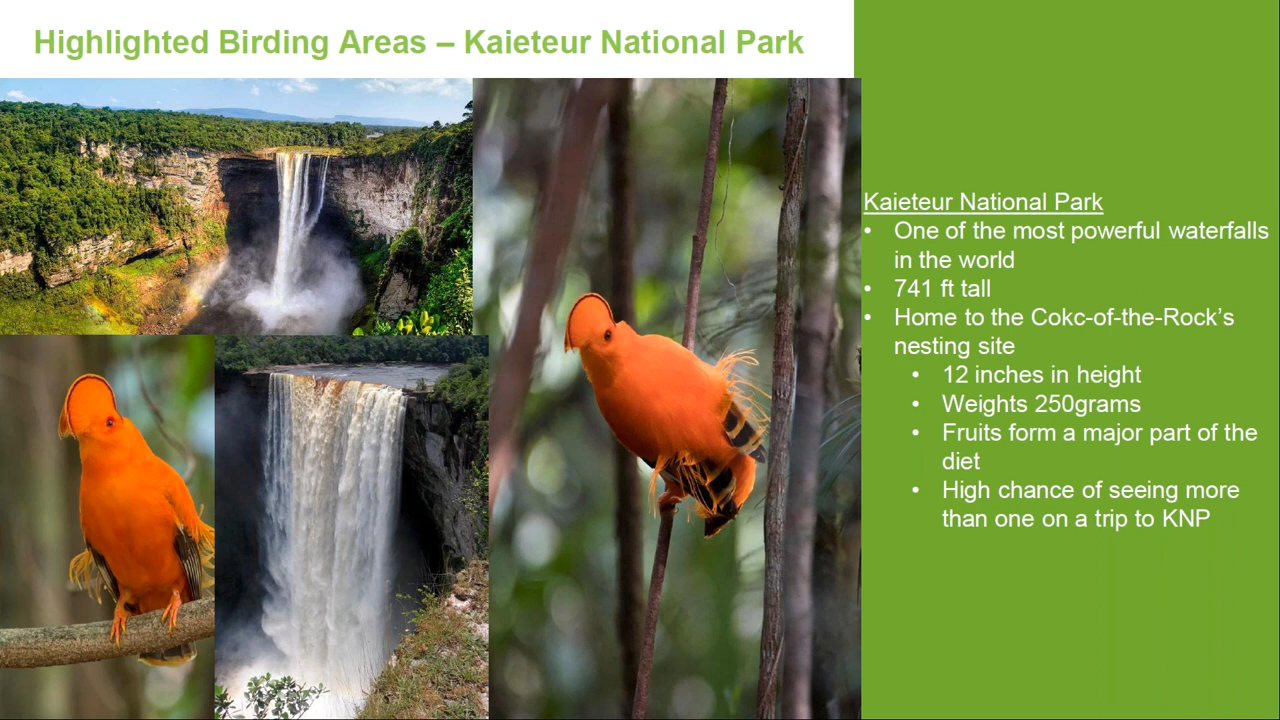 Highlighted Birding Areas – Kaieteur National Park
Kaieteur National Park
• One of the most powerful waterfalls
in the world
• 741 ft tall
• Home to the Cokc-of-the-Rock’s
nesting site
• 12 inches in height
• Weights 250grams
• Fruits form a major part of the
diet
• High chance of seeing more
than one on a trip to KNP